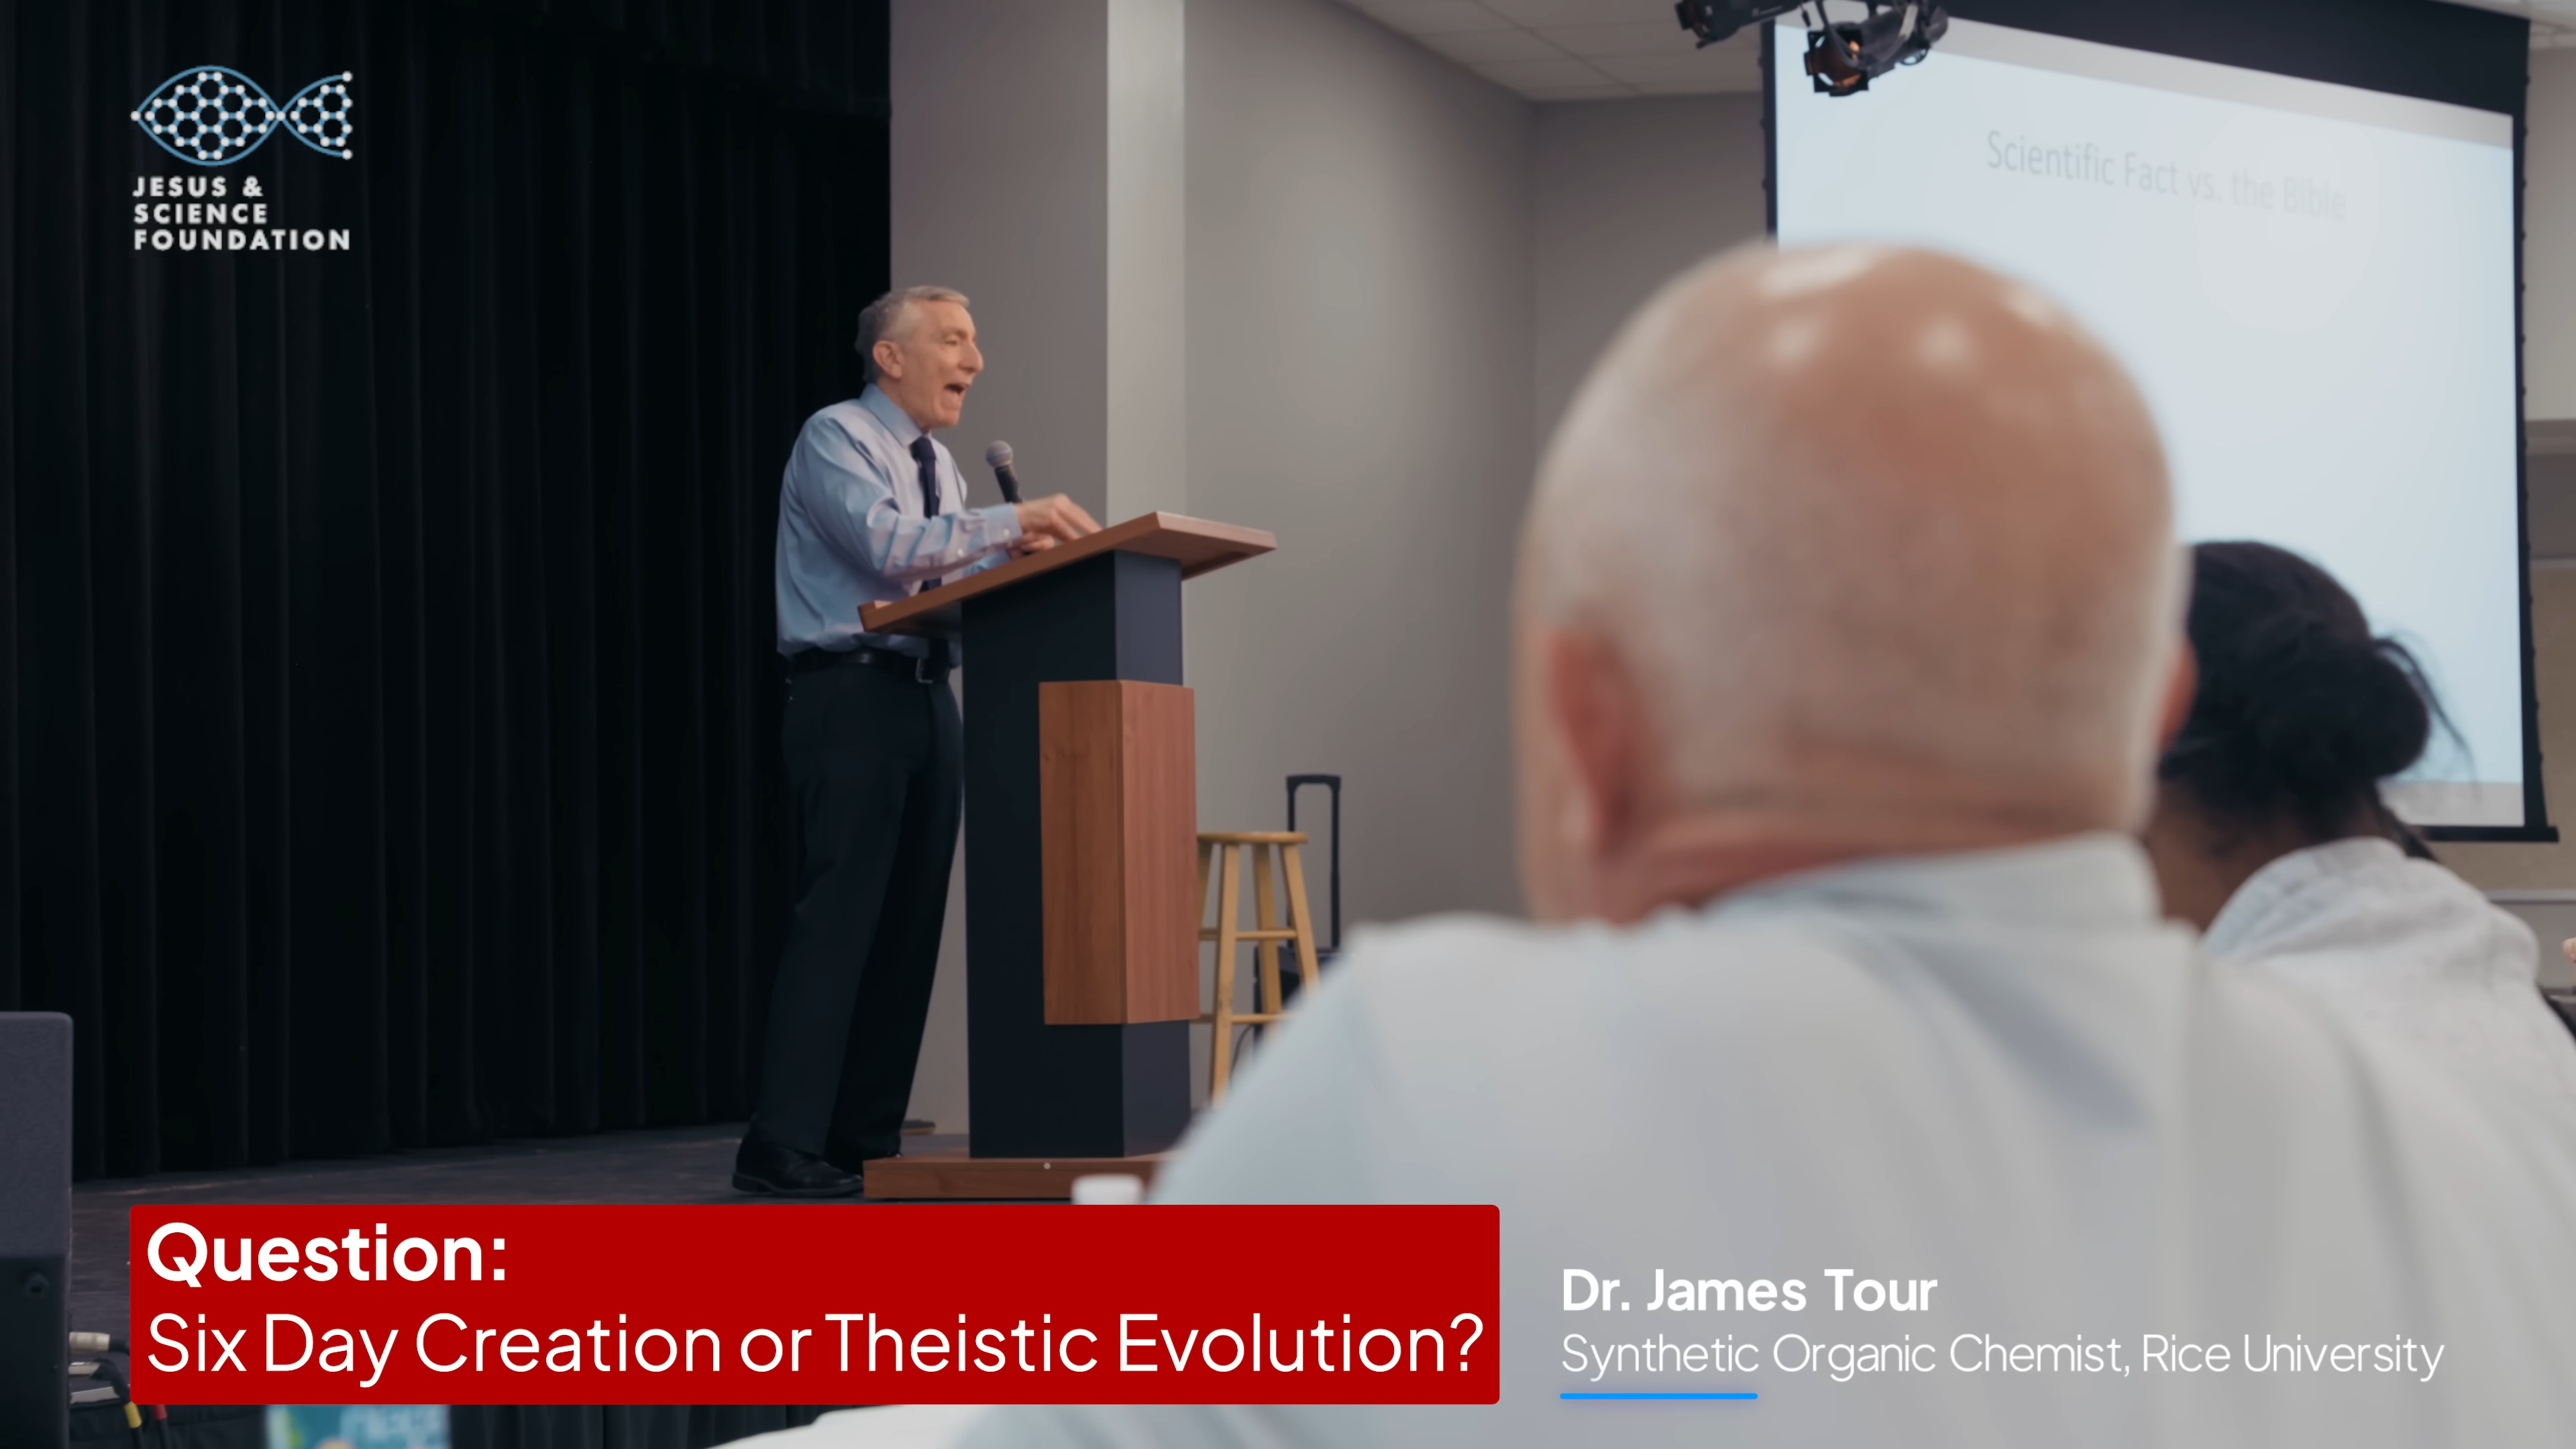 JESUS &
SCIENCE
FOUNDATION
Scientific Fact vs. the Bible
Question:
Six Day Creation or Theistic Evolution?
Dr. James Tour
Synthetic Organic Chemist, Rice University